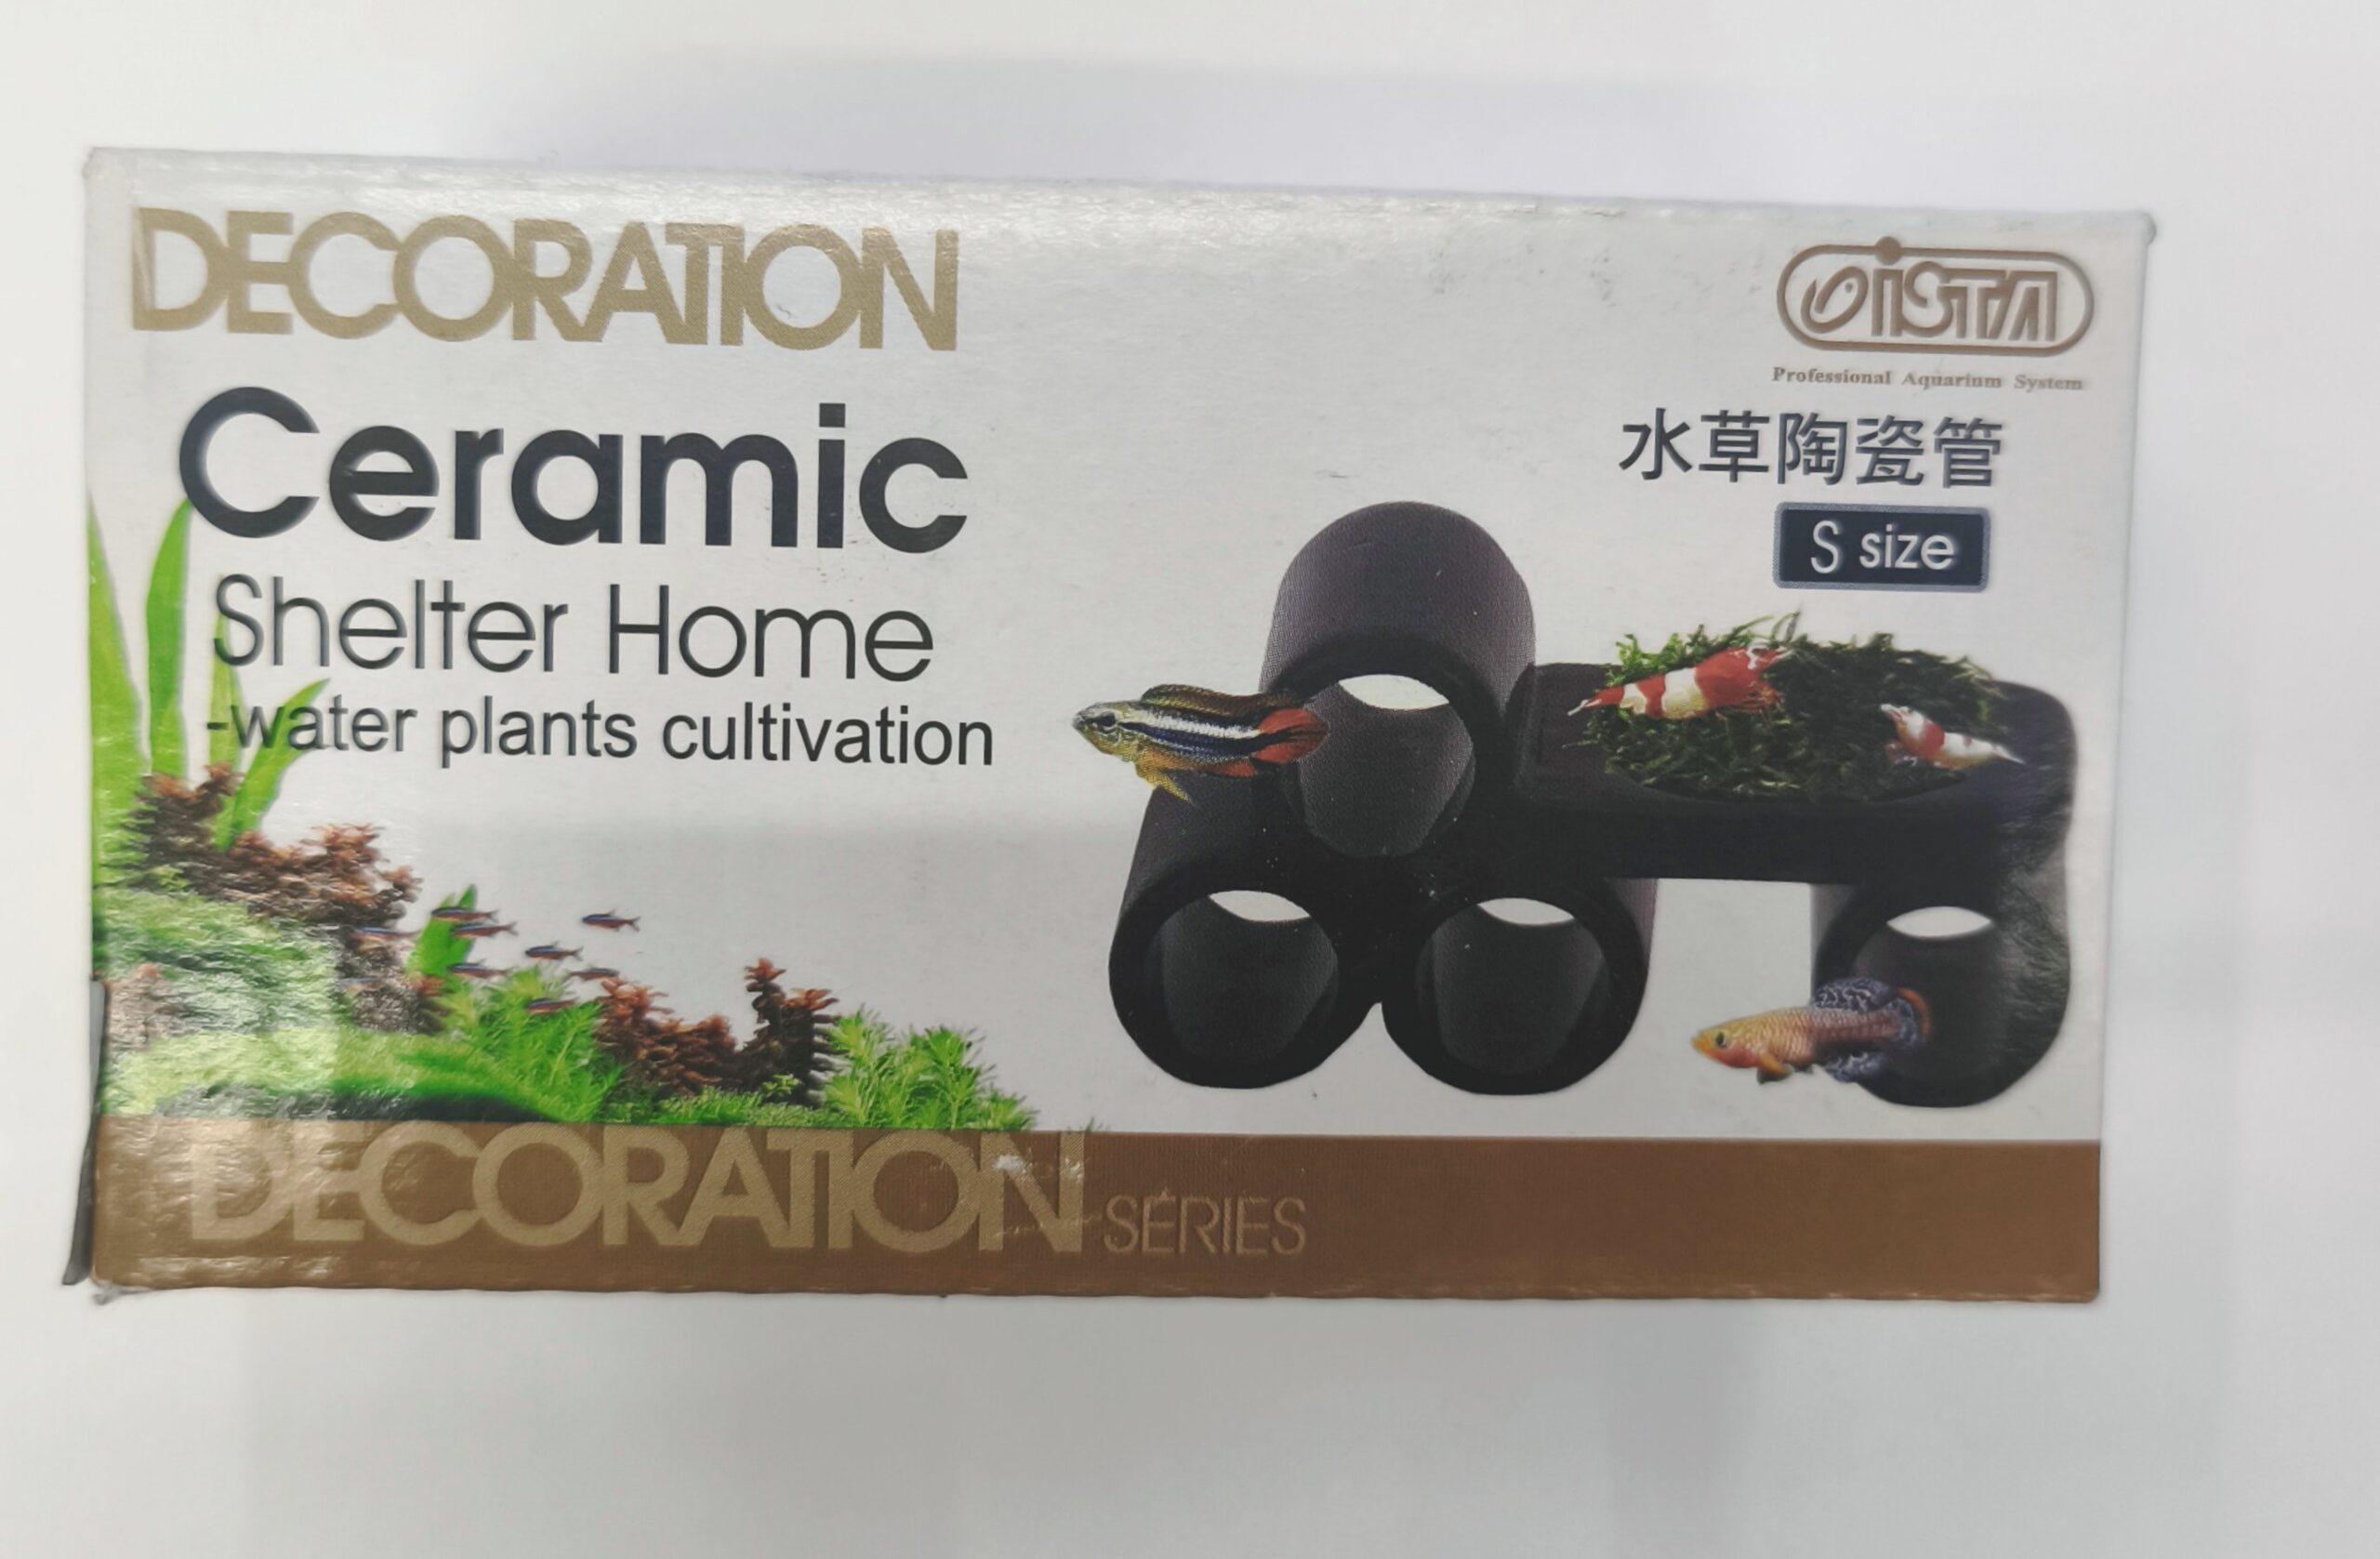 DECORATION
Ceramic
Shelter Home
-water plants cultivation
iSTA
Professional Aquarium System
水草陶瓷管
S size
DECORATION SERIES